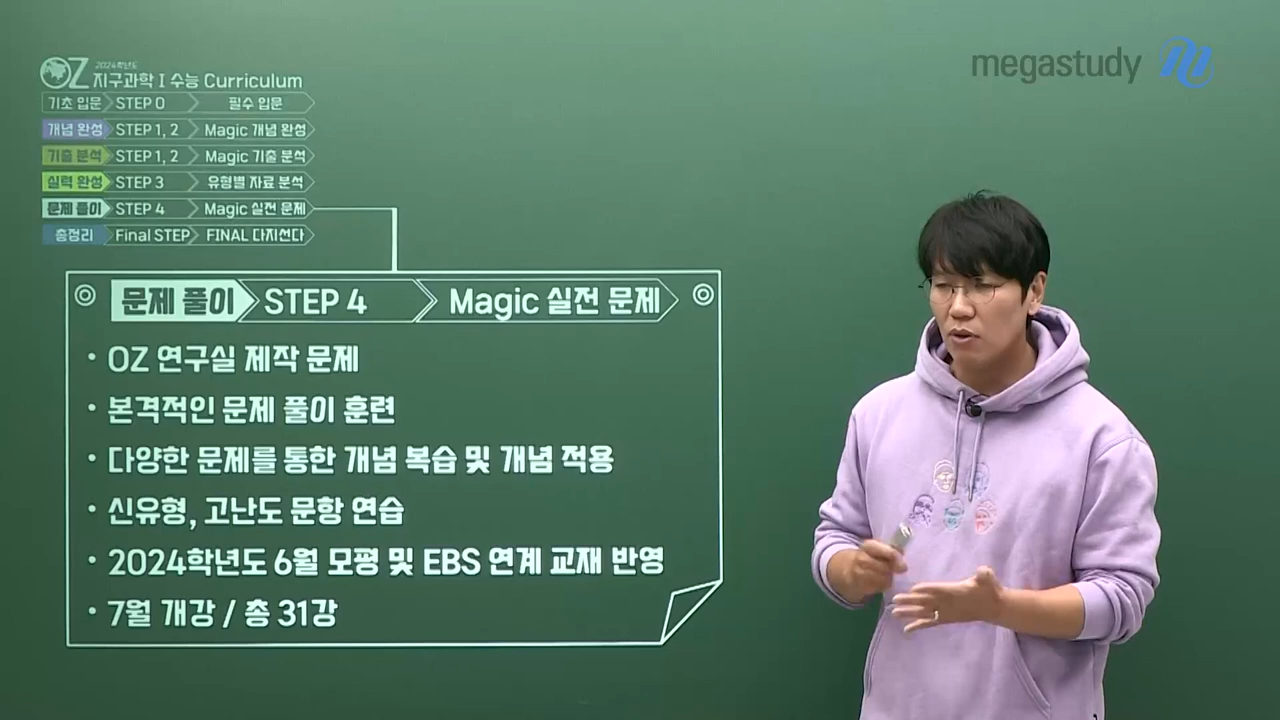 megastudy
OZ 2024학년도
지구과학 I 수능 Curriculum
기초 입문 STEP 0 필수 입문
개념 완성 STEP 1, 2 Magic 개념 완성
기출 분석 STEP 1, 2 Magic 기출 분석
실력 완성 STEP 3 유형별 자료 분석
문제 풀이 STEP 4 Magic 실전 문제
총정리 Final STEP FINAL 다지선다
문제 풀이 STEP 4 Magic 실전 문제
• OZ 연구실 제작 문제
• 본격적인 문제 풀이 훈련
• 다양한 문제를 통한 개념 복습 및 개념 적용
• 신유형, 고난도 문항 연습
• 2024학년도 6월 모평 및 EBS 연계 교재 반영
• 7월 개강 / 총 31강